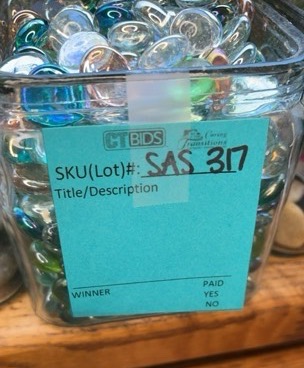 CTBIDS Caring Transitions
SKU(Lot)#: SAS 317
Title/Description
WINNER PAID
YES
NO